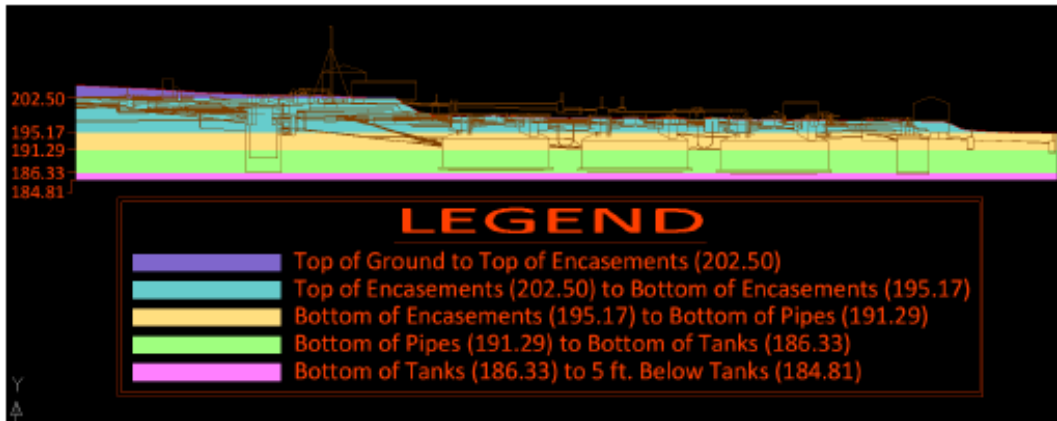 202.50
195.17
191.29
186.33
184.81
LEGEND
Top of Ground to Top of Encasements (202.50)
Top of Encasements (202.50) to Bottom of Encasements (195.17)
Bottom of Encasements (195.17) to Bottom of Pipes (191.29)
Bottom of Pipes (191.29) to Bottom of Tanks (186.33)
Bottom of Tanks (186.33) to 5 ft. Below Tanks (184.81)
Y